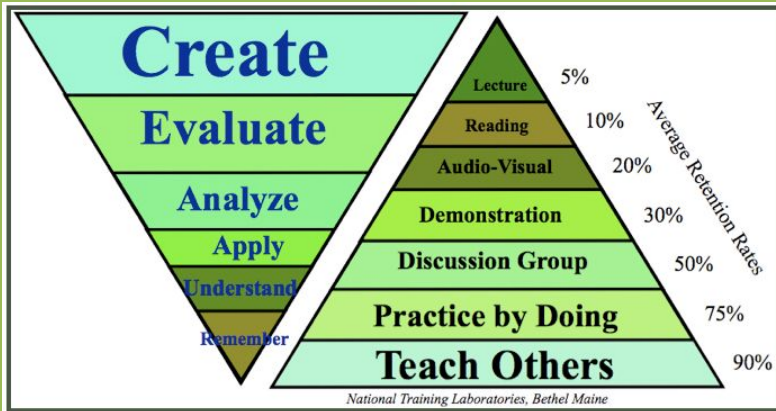 Create
Evaluate
Analyze
Apply
Understand
Remember
Lecture
5%
Reading
10%
Audio-Visual
20%
Demonstration
30%
Discussion Group
50%
Practice by Doing
75%
Teach Others
90%
Average Retention Rates
National Training Laboratories, Bethel Maine